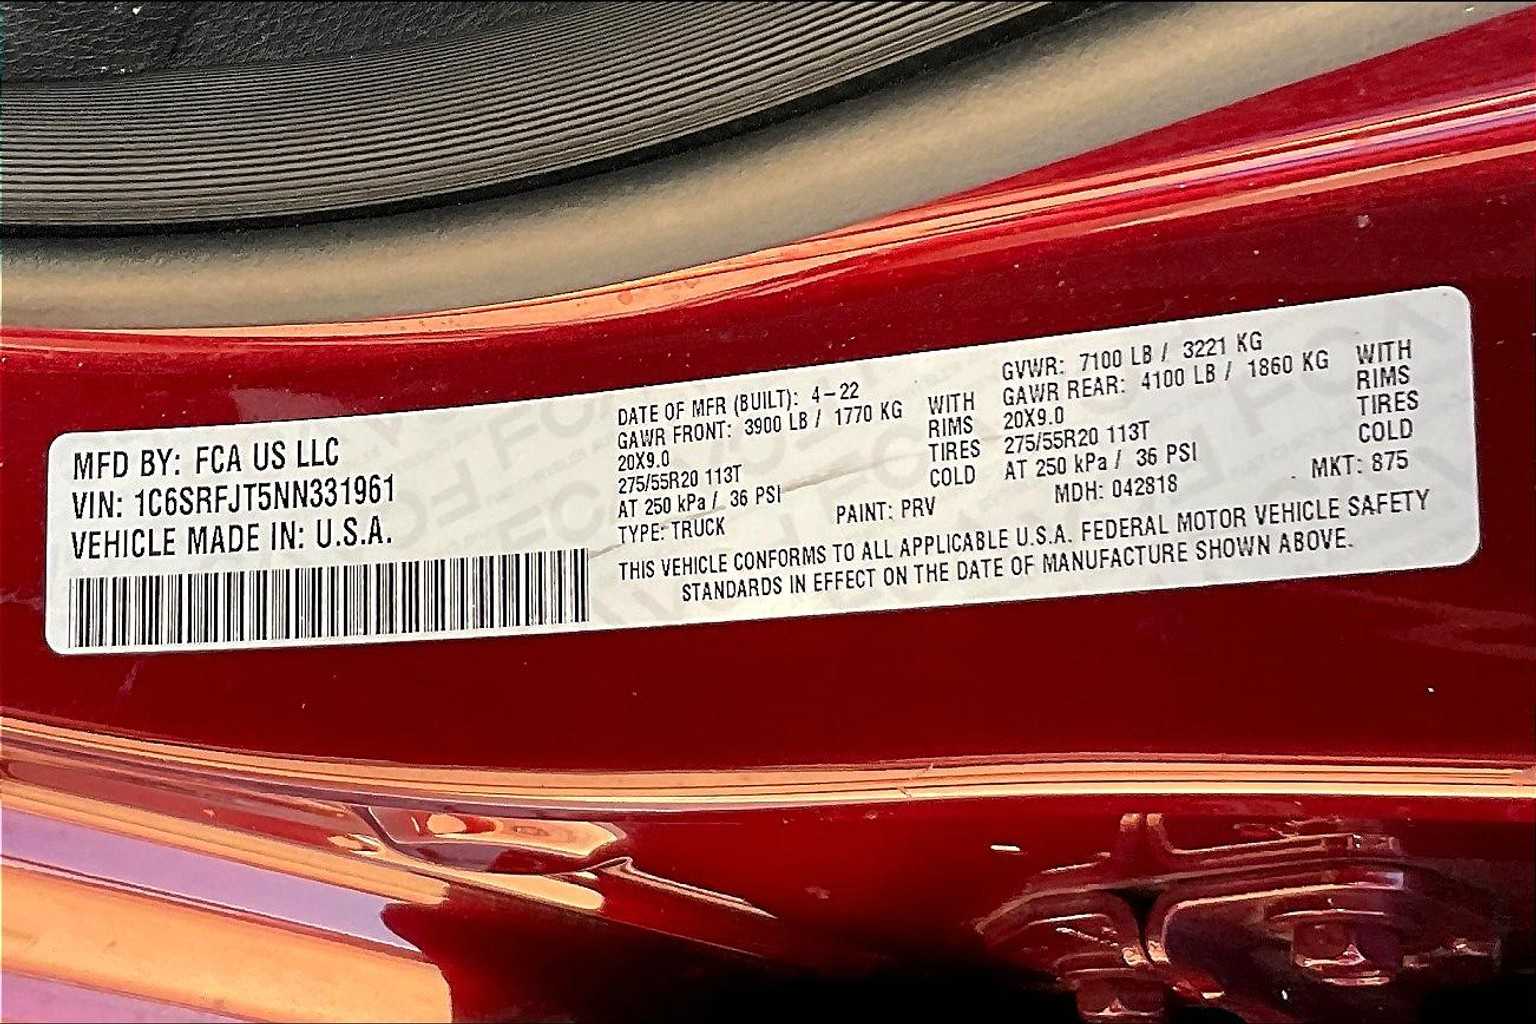 MFD BY: FCA US LLC
VIN: 1C6SRFJT5NN331961
VEHICLE MADE IN: U.S.A.
DATE OF MFR (BUILT): 4-22
GAWR FRONT: 3900 LB / 1770 KG WITH
20X9.0 RIMS
275/55R20 113T TIRES
AT 250 kPa / 36 PSI COLD
TYPE: TRUCK PAINT: PRV
GVWR: 7100 LB / 3221 KG
GAWR REAR: 4100 LB / 1860 KG WITH
20X9.0 RIMS
275/55R20 113T TIRES
AT 250 kPa / 36 PSI COLD
MDH: 042818 MKT: 875
THIS VEHICLE CONFORMS TO ALL APPLICABLE U.S.A. FEDERAL MOTOR VEHICLE SAFETY
STANDARDS IN EFFECT ON THE DATE OF MANUFACTURE SHOWN ABOVE.